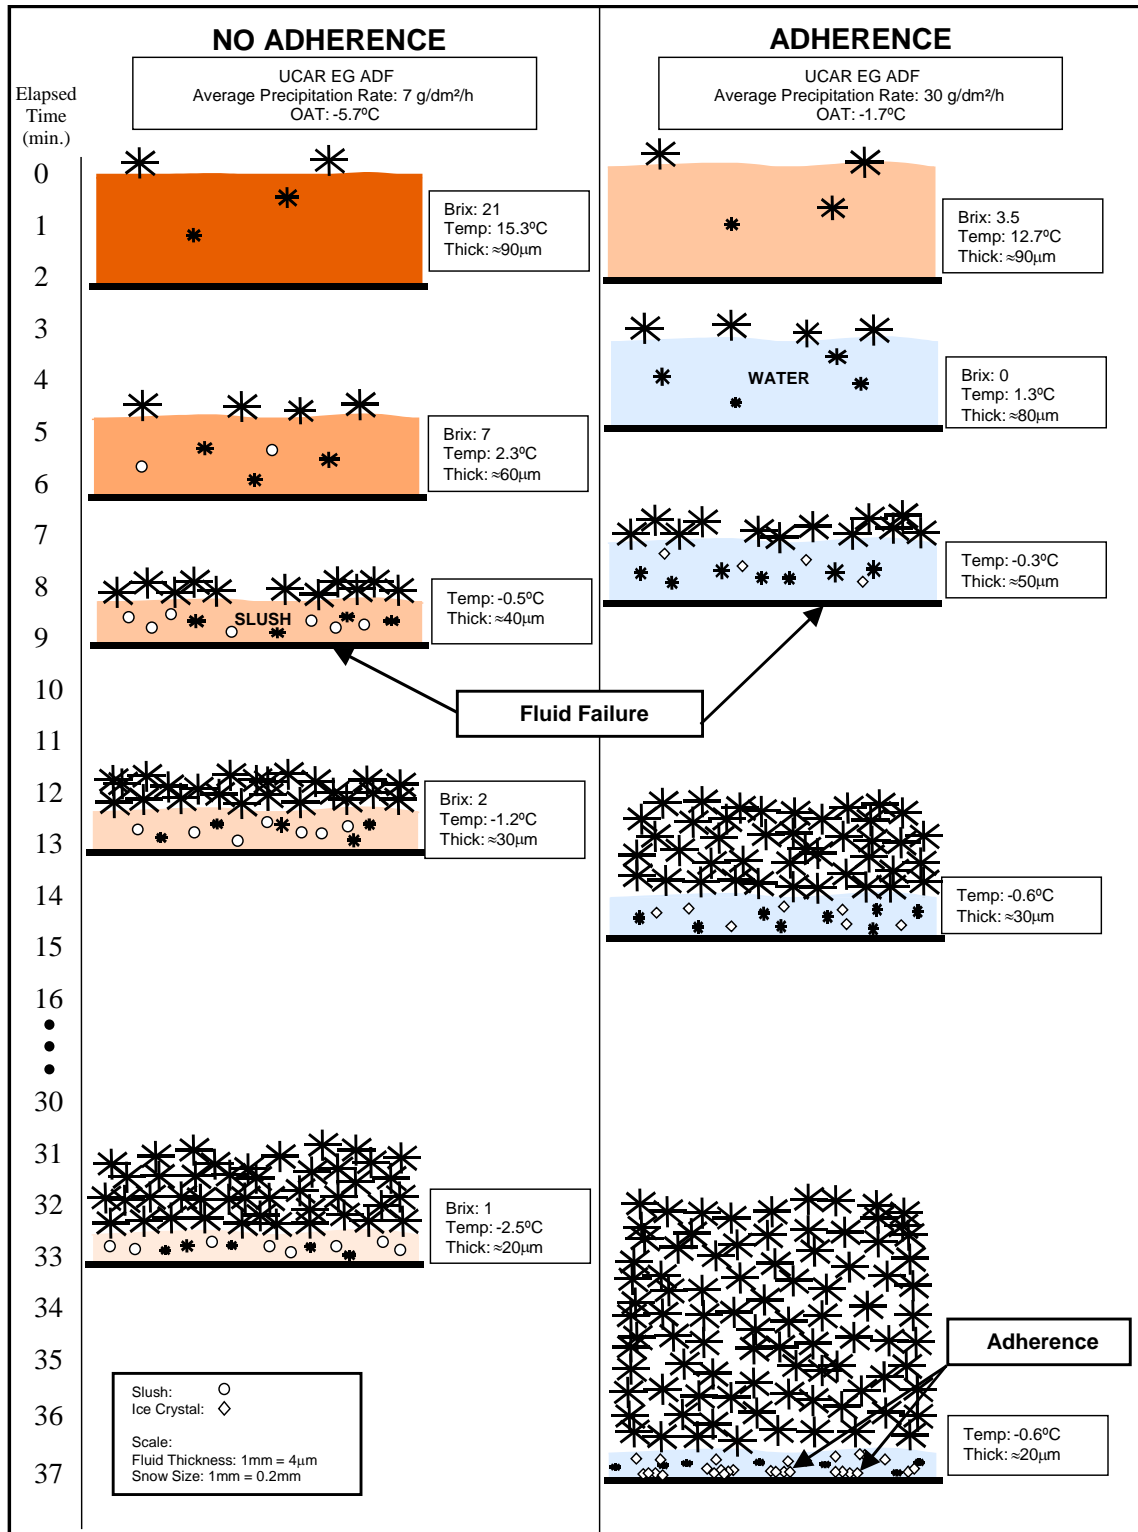 NO ADHERENCE
UCAR EG ADF
Average Precipitation Rate: 7 g/dm²/h
OAT: -5.7ºC
ADHERENCE
UCAR EG ADF
Average Precipitation Rate: 30 g/dm²/h
OAT: -1.7ºC
Elapsed
Time
(min.)
0
1
2
3
4
5
6
7
8
9
10
11
12
13
14
15
16
30
31
32
33
34
35
36
37
Brix: 21
Temp: 15.3ºC
Thick: ≈90µm
Brix: 7
Temp: 2.3ºC
Thick: ≈60µm
SLUSH
Temp: -0.5ºC
Thick: ≈40µm
Brix: 2
Temp: -1.2ºC
Thick: ≈30µm
Brix: 1
Temp: -2.5ºC
Thick: ≈20µm
Brix: 3.5
Temp: 12.7ºC
Thick: ≈90µm
WATER
Brix: 0
Temp: 1.3ºC
Thick: ≈80µm
Temp: -0.3ºC
Thick: ≈50µm
Fluid Failure
Temp: -0.6ºC
Thick: ≈30µm
Adherence
Temp: -0.6ºC
Thick: ≈20µm
Slush:
Ice Crystal:
Scale:
Fluid Thickness: 1mm = 4µm
Snow Size: 1mm = 0.2mm